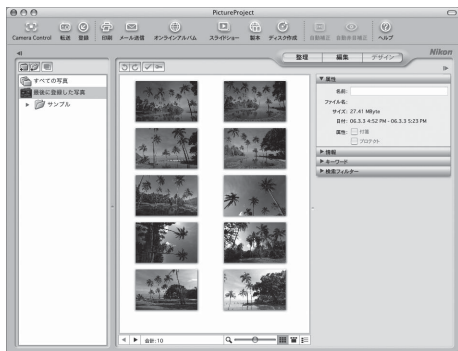 PictureProject
Camera Control 転送 登録 印刷 メール送信 オンラインアルバム スライドショー 製本 ディスク作成 自動補正 自動赤目補正 ヘルプ
整理 編集 デザイン Nikon
すべての写真
最後に登録した写真
サンプル
属性
名前:
ファイル名:
サイズ: 27.41 MByte
日付: 06.3.3 4:52 PM - 06.3.3 5:23 PM
属性: 付箋
プロテクト
情報
キーワード
検索フィルター
合計: 10